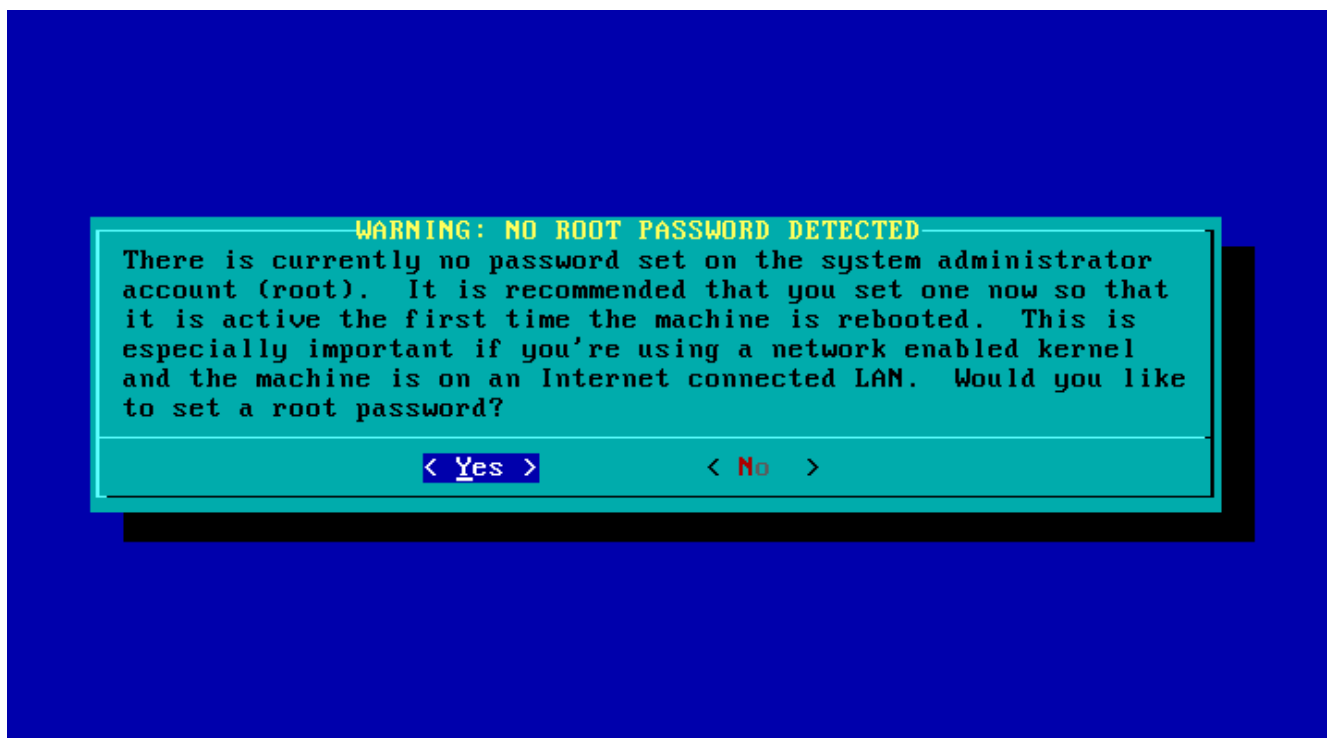 WARNING: NO ROOT PASSWORD DETECTED
There is currently no password set on the system administrator
account (root).  It is recommended that you set one now so that
it is active the first time the machine is rebooted.  This is
especially important if you're using a network enabled kernel
and the machine is on an Internet connected LAN.  Would you like
to set a root password?
< Yes > < No >